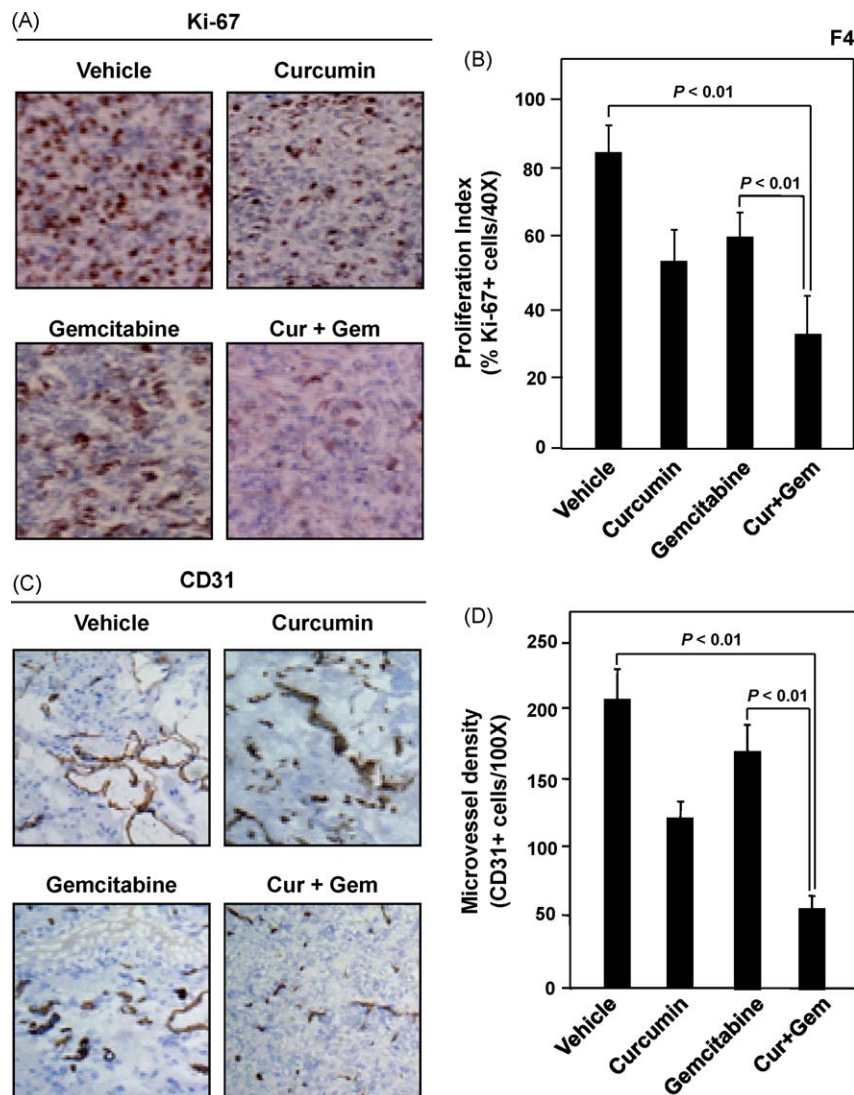 (A)
Ki-67
Vehicle
Curcumin
Gemcitabine
Cur + Gem
F4
(B)
Proliferation Index
(% Ki-67+ cells/40X)
100
80
60
40
20
0
P < 0.01
P < 0.01
Vehicle
Curcumin
Gemcitabine
Cur+Gem
(C)
CD31
Vehicle
Curcumin
Gemcitabine
Cur + Gem
(D)
Microvessel density
(CD31+ cells/100X)
250
200
150
100
50
0
P < 0.01
P < 0.01
Vehicle
Curcumin
Gemcitabine
Cur+Gem